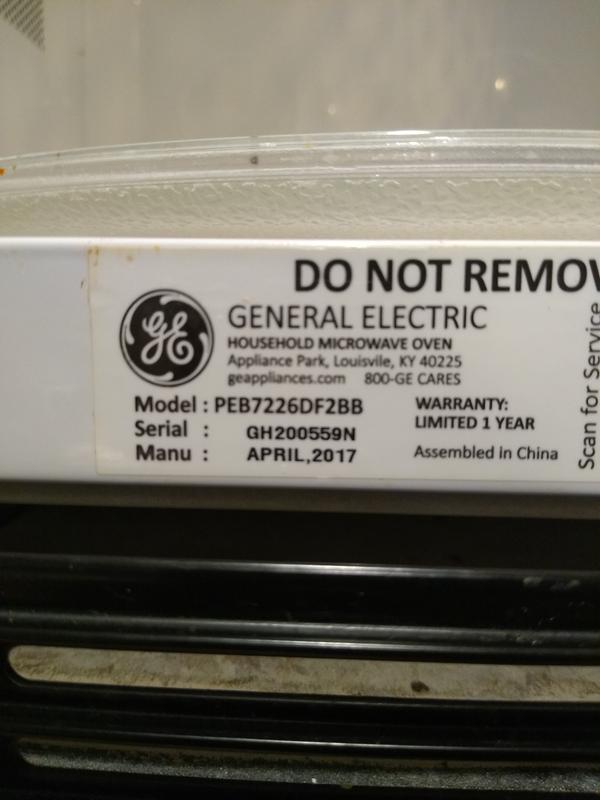 DO NOT REMOV
GE
GENERAL ELECTRIC
HOUSEHOLD MICROWAVE OVEN
Appliance Park, Louisvile, KY 40225
geappliances.com 800-GE CARES
Model : PEB7226DF2BB
Serial : GH200559N
Manu : APRIL,2017
WARRANTY:
LIMITED 1 YEAR
Assembled in China
Scan for Service